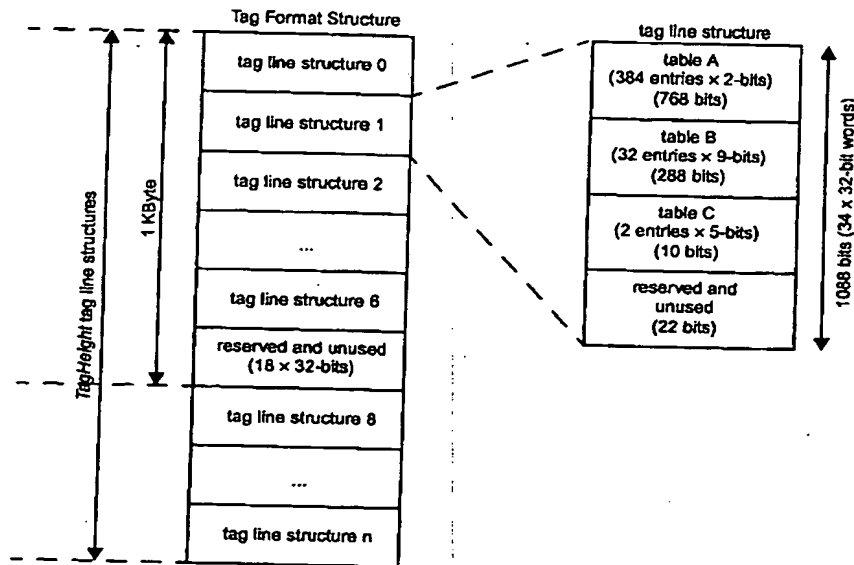 Tag Format Structure
tag line structure 0
tag line structure 1
tag line structure 2
...
tag line structure 6
reserved and unused
(18 × 32-bits)
tag line structure 8
...
tag line structure n
1 KByte
TagHeight tag line structures
tag line structure
table A
(384 entries × 2-bits)
(768 bits)
table B
(32 entries × 9-bits)
(288 bits)
table C
(2 entries × 5-bits)
(10 bits)
reserved and
unused
(22 bits)
1088 bits (34 x 32-bit words)